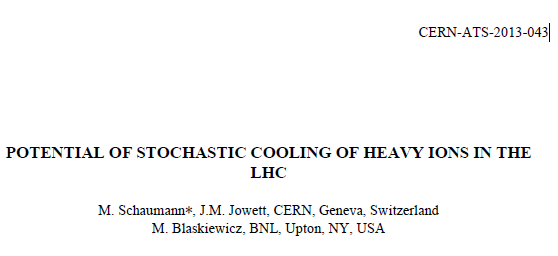 CERN-ATS-2013-043
POTENTIAL OF STOCHASTIC COOLING OF HEAVY IONS IN THE
LHC
M. Schaumann*, J.M. Jowett, CERN, Geneva, Switzerland
M. Blaskiewicz, BNL, Upton, NY, USA